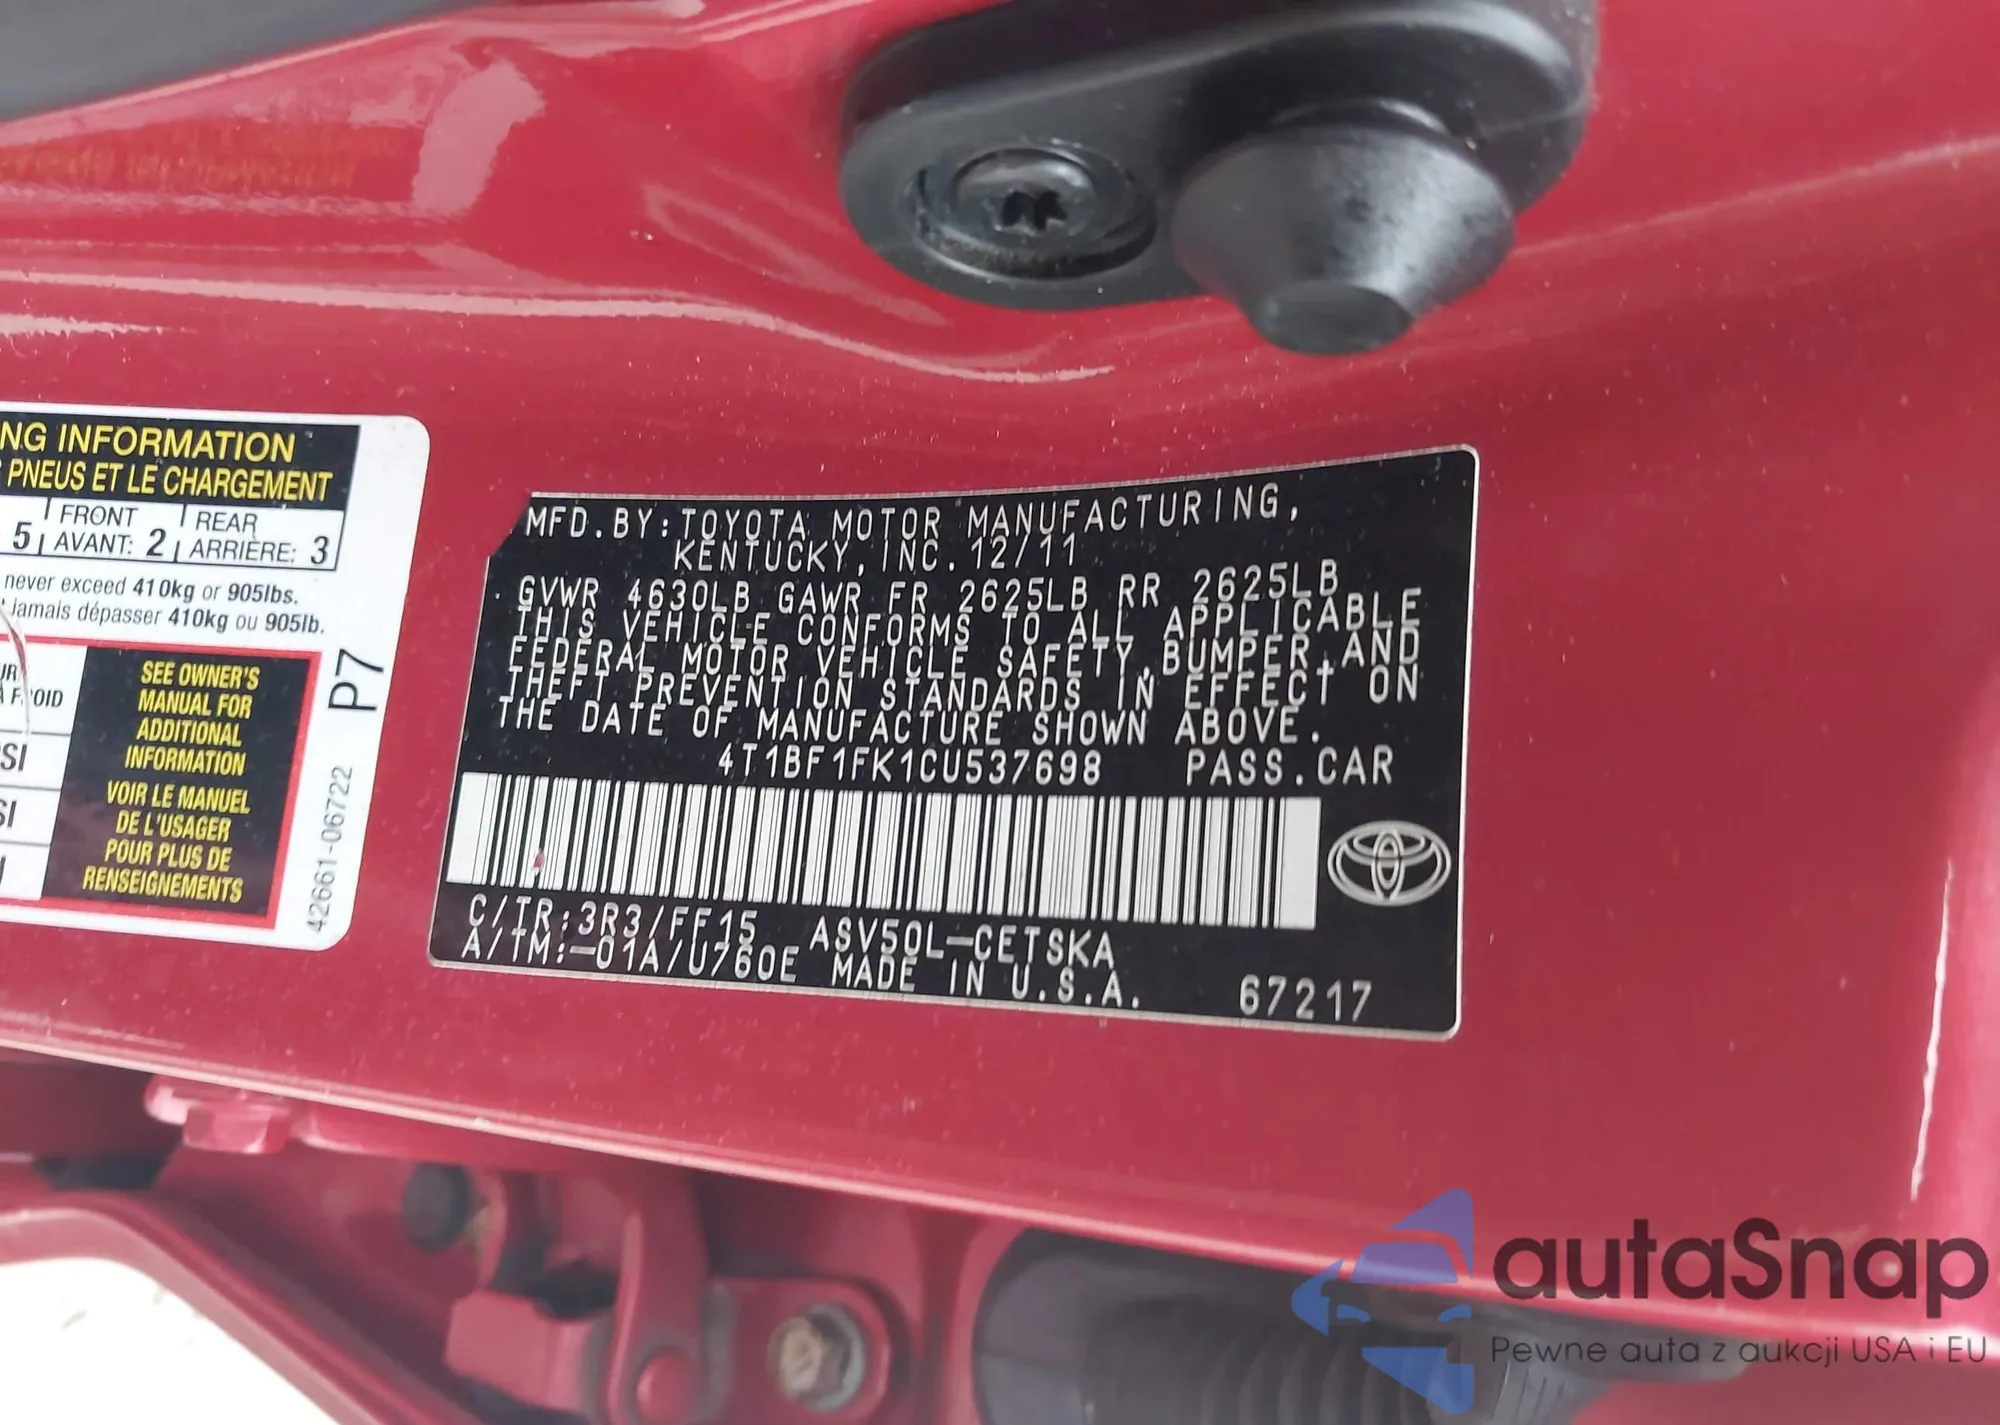 NG INFORMATION
PNEUS ET LE CHARGEMENT
5 FRONT AVANT: 2 REAR ARRIÈRE: 3
never exceed 410kg or 905lbs.
jamais dépasser 410kg ou 905lb.
SEE OWNER'S
MANUAL FOR
ADDITIONAL
INFORMATION
VOIR LE MANUEL
DE L'USAGER
POUR PLUS DE
RENSEIGNEMENTS
SI
SI
P7
42661-06722
MFD.BY:TOYOTA MOTOR MANUFACTURING,
KENTUCKY, INC. 12/11
GVWR 4630LB GAWR FR 2625LB RR 2625LB
THIS VEHICLE CONFORMS TO ALL APPLICABLE
FEDERAL MOTOR VEHICLE SAFETY,BUMPER,AND
THEFT PREVENTION STANDARDS IN EFFECT ON
THE DATE OF MANUFACTURE SHOWN ABOVE.
4T1BF1FK1CU537698 PASS.CAR
C/TR:3R3/FF15 ASV50L-CETSKA
A/TM:-01A/U760E MADE IN U.S.A. 67217
autaSnap
Pewne auta z aukcji USA i EU